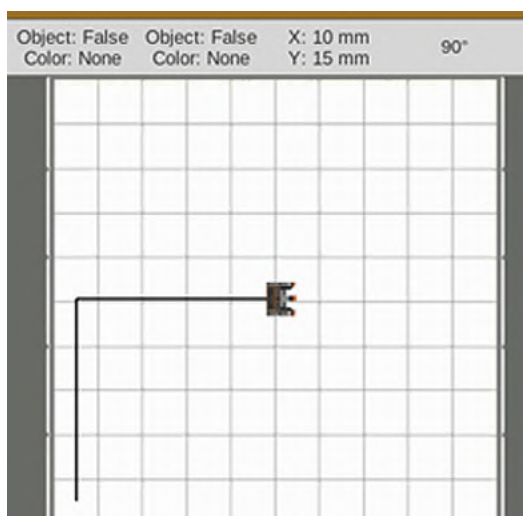 Object: False
Color: None
Object: False
Color: None
X: 10 mm
Y: 15 mm
90°